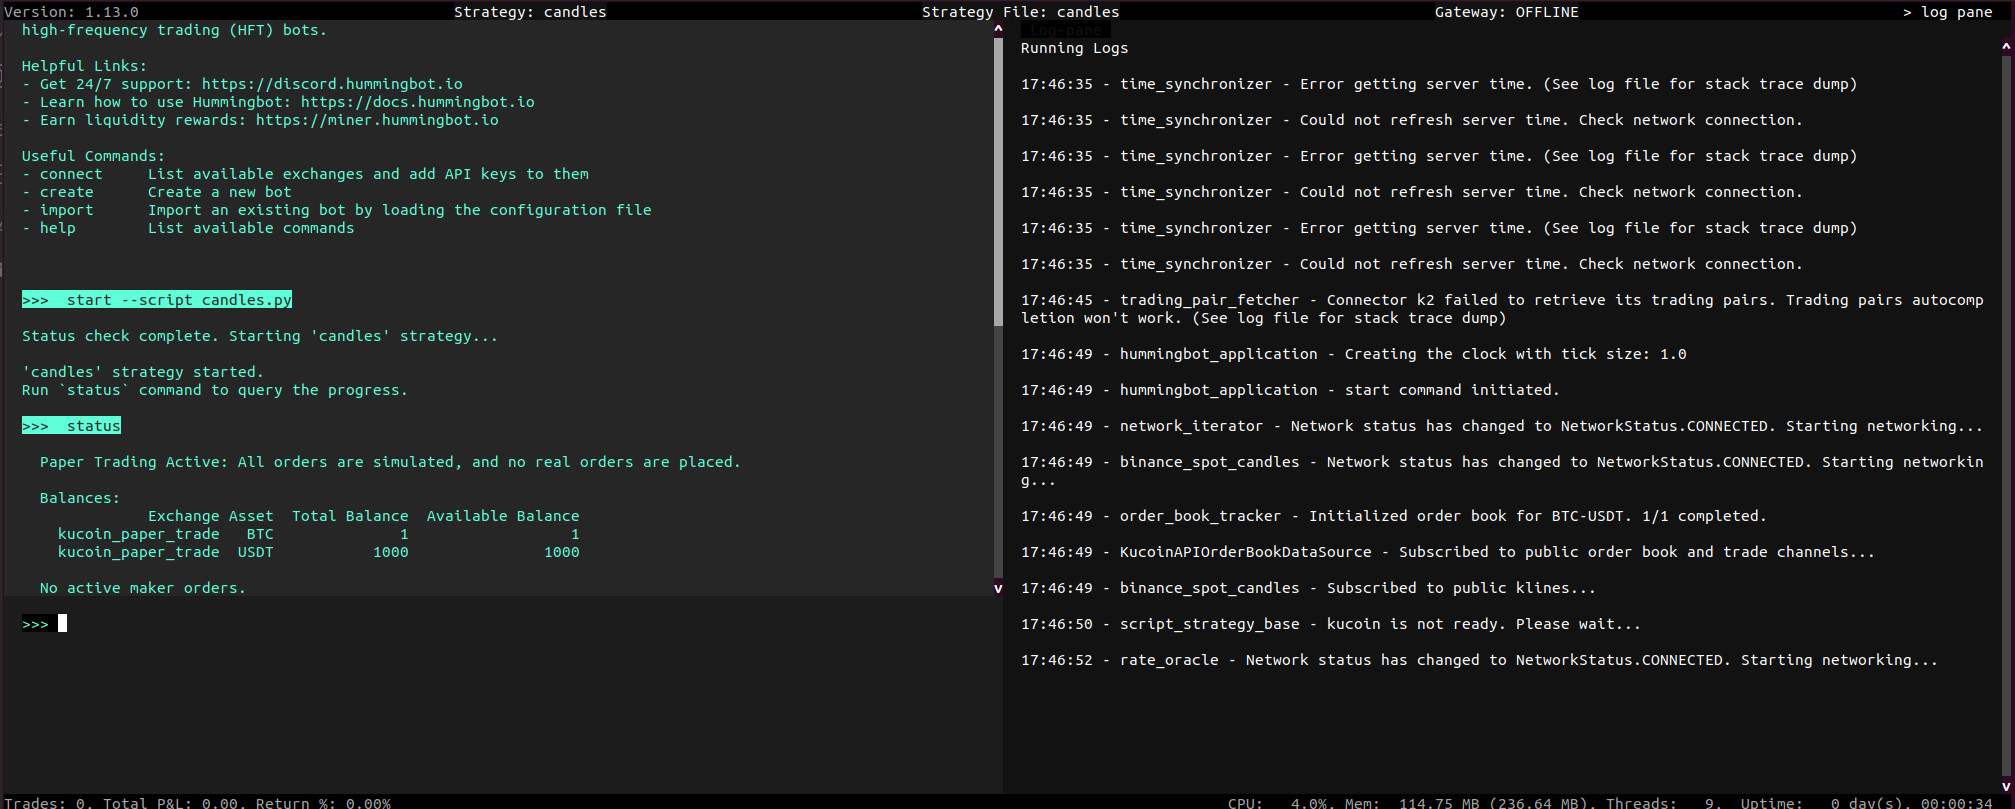 Version: 1.13.0 Strategy: candles Strategy File: candles Gateway: OFFLINE > log pane
high-frequency trading (HFT) bots.
Helpful Links:
- Get 24/7 support: https://discord.hummingbot.io
- Learn how to use Hummingbot: https://docs.hummingbot.io
- Earn liquidity rewards: https://miner.hummingbot.io
Useful Commands:
- connect List available exchanges and add API keys to them
- create Create a new bot
- import Import an existing bot by loading the configuration file
- help List available commands
>>> start --script candles.py
Status check complete. Starting 'candles' strategy...
'candles' strategy started.
Run `status` command to query the progress.
>>> status
Paper Trading Active: All orders are simulated, and no real orders are placed.
Balances:
Exchange Asset Total Balance Available Balance
kucoin_paper_trade BTC 1 1
kucoin_paper_trade USDT 1000 1000
No active maker orders.
>>>
Log-pane
Running Logs
17:46:35 - time_synchronizer - Error getting server time. (See log file for stack trace dump)
17:46:35 - time_synchronizer - Could not refresh server time. Check network connection.
17:46:35 - time_synchronizer - Error getting server time. (See log file for stack trace dump)
17:46:35 - time_synchronizer - Could not refresh server time. Check network connection.
17:46:35 - time_synchronizer - Error getting server time. (See log file for stack trace dump)
17:46:35 - time_synchronizer - Could not refresh server time. Check network connection.
17:46:45 - trading_pair_fetcher - Connector k2 failed to retrieve its trading pairs. Trading pairs autocomp
letion won't work. (See log file for stack trace dump)
17:46:49 - hummingbot_application - Creating the clock with tick size: 1.0
17:46:49 - hummingbot_application - start command initiated.
17:46:49 - network_iterator - Network status has changed to NetworkStatus.CONNECTED. Starting networking...
17:46:49 - binance_spot_candles - Network status has changed to NetworkStatus.CONNECTED. Starting networkin
g...
17:46:49 - order_book_tracker - Initialized order book for BTC-USDT. 1/1 completed.
17:46:49 - KucoinAPIOrderBookDataSource - Subscribed to public order book and trade channels...
17:46:49 - binance_spot_candles - Subscribed to public klines...
17:46:50 - script_strategy_base - kucoin is not ready. Please wait...
17:46:52 - rate_oracle - Network status has changed to NetworkStatus.CONNECTED. Starting networking...
Trades: 0, Total P&L: 0.00, Return %: 0.00% CPU: 4.0%, Mem: 114.75 MB (236.64 MB), Threads: 9, Uptime: 0 day(s), 00:00:34